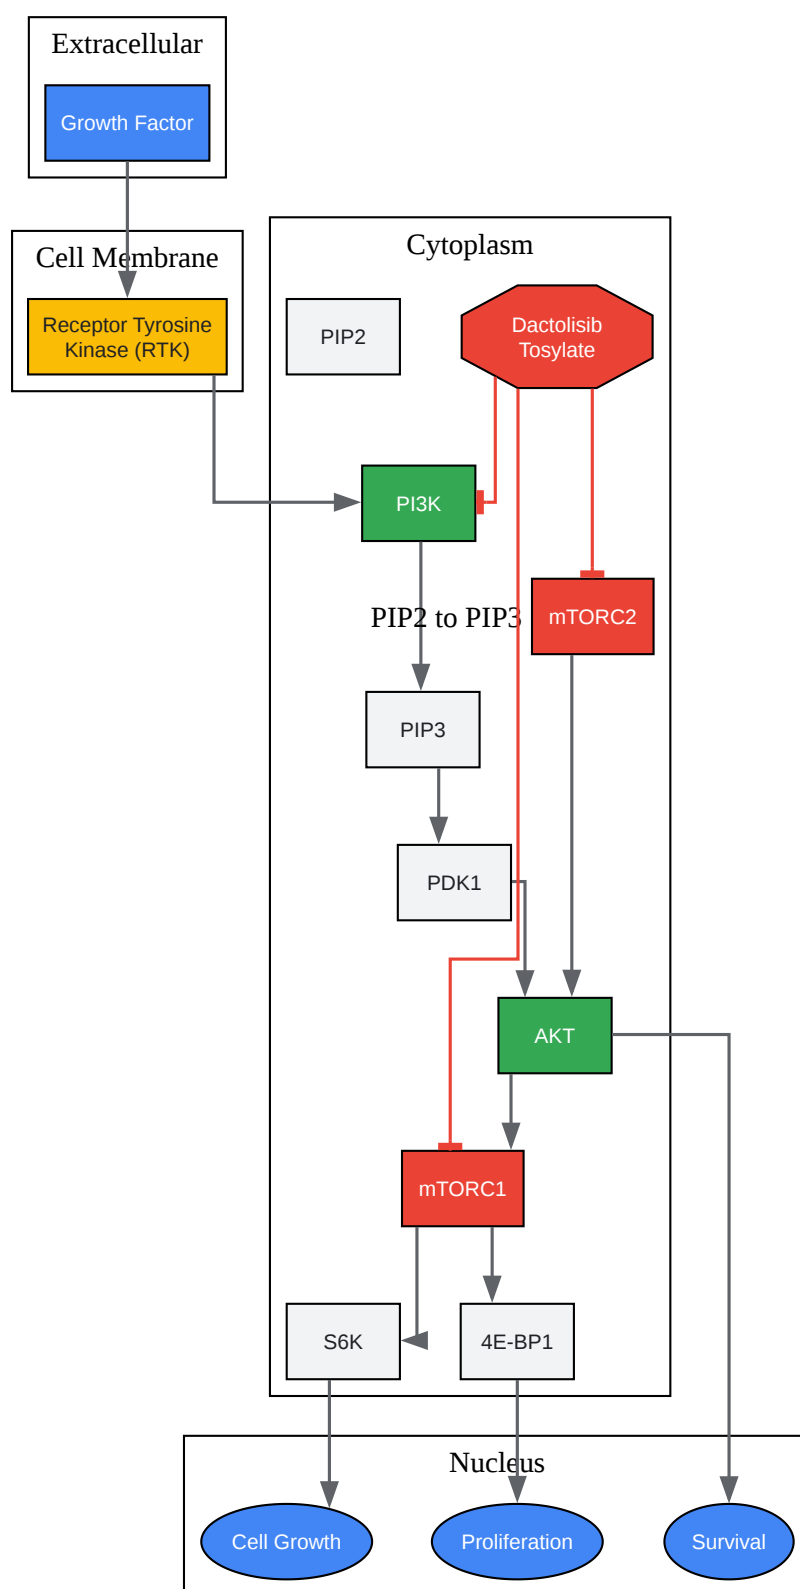 Extracellular
Growth Factor
Cell Membrane
Receptor Tyrosine
Kinase (RTK)
Cytoplasm
PIP2
Dactolisib
Tosylate
PI3K
PIP2 to PIP3
mTORC2
PIP3
PDK1
AKT
mTORC1
S6K
4E-BP1
Nucleus
Cell Growth
Proliferation
Survival